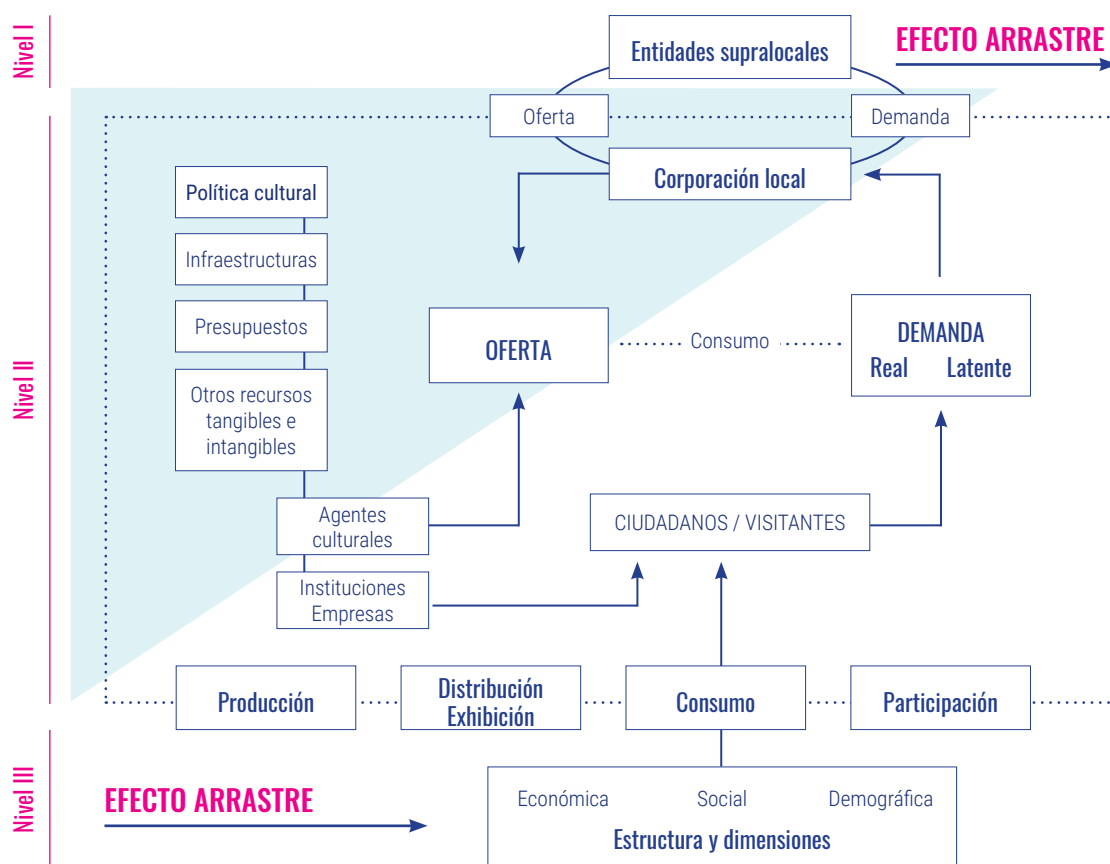 Nivel I
Entidades supralocales
EFECTO ARRASTRE
Oferta
Demanda
Corporación local
Nivel II
Política cultural
Infraestructuras
Presupuestos
Otros recursos
tangibles e
intangibles
OFERTA
Consumo
DEMANDA
Real Latente
Agentes
culturales
CIUDADANOS / VISITANTES
Instituciones
Empresas
Producción
Distribución
Exhibición
Consumo
Participación
Nivel III
EFECTO ARRASTRE
Económica Social Demográfica
Estructura y dimensiones